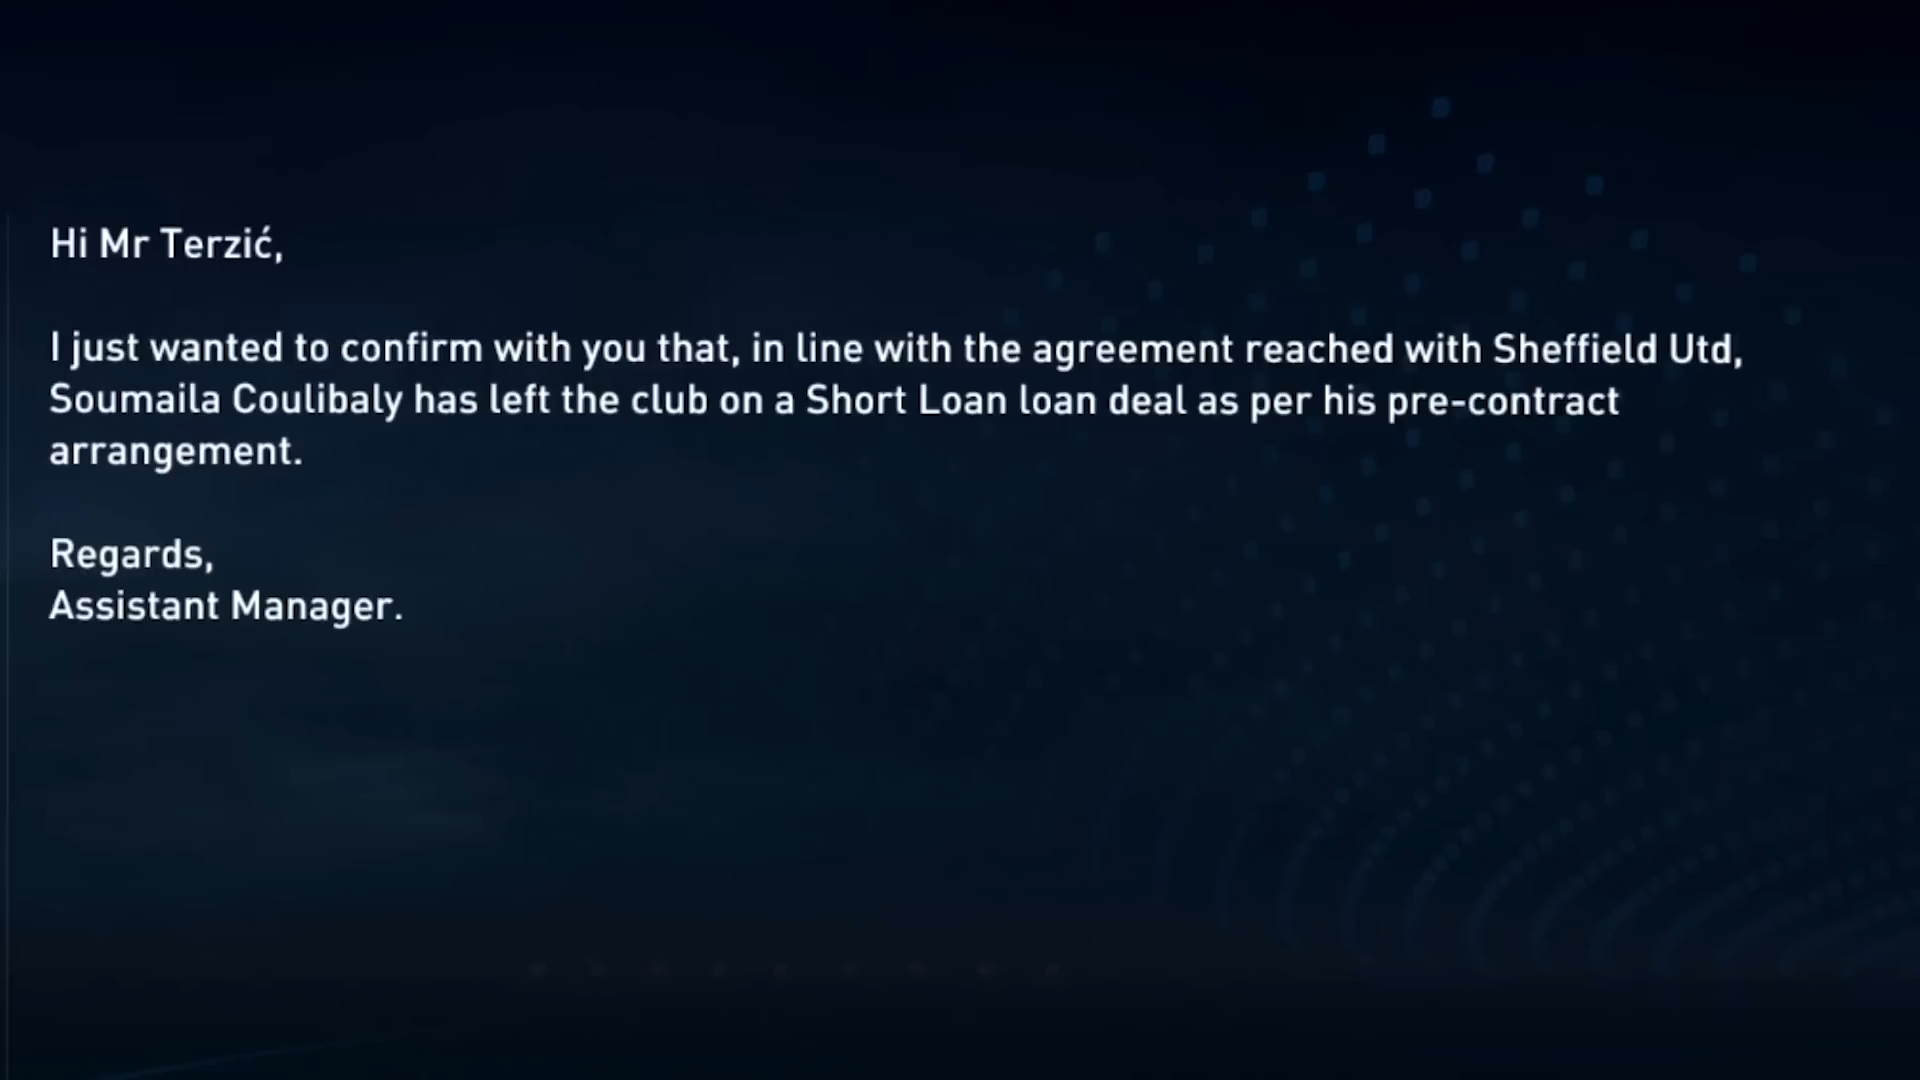 Hi Mr Terzić,
I just wanted to confirm with you that, in line with the agreement reached with Sheffield Utd,
Soumaila Coulibaly has left the club on a Short Loan loan deal as per his pre-contract
arrangement.
Regards,
Assistant Manager.